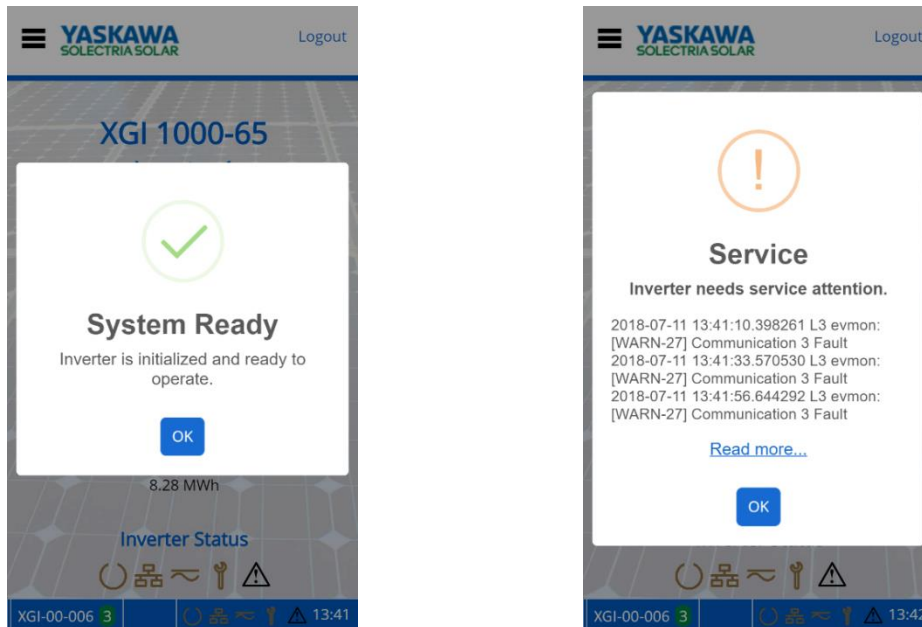 YASKAWA
SOLECTRIA SOLAR
Logout
XGI 1000-65
System Ready
Inverter is initialized and ready to
operate.
OK
8.28 MWh
Inverter Status
XGI-00-006 3
13:41
YASKAWA
SOLECTRIA SOLAR
Logout
!
Service
Inverter needs service attention.
2018-07-11 13:41:10.398261 L3 evmon:
[WARN-27] Communication 3 Fault
2018-07-11 13:41:33.570530 L3 evmon:
[WARN-27] Communication 3 Fault
2018-07-11 13:41:56.644292 L3 evmon:
[WARN-27] Communication 3 Fault
Read more...
OK
XGI-00-006 3
13:42